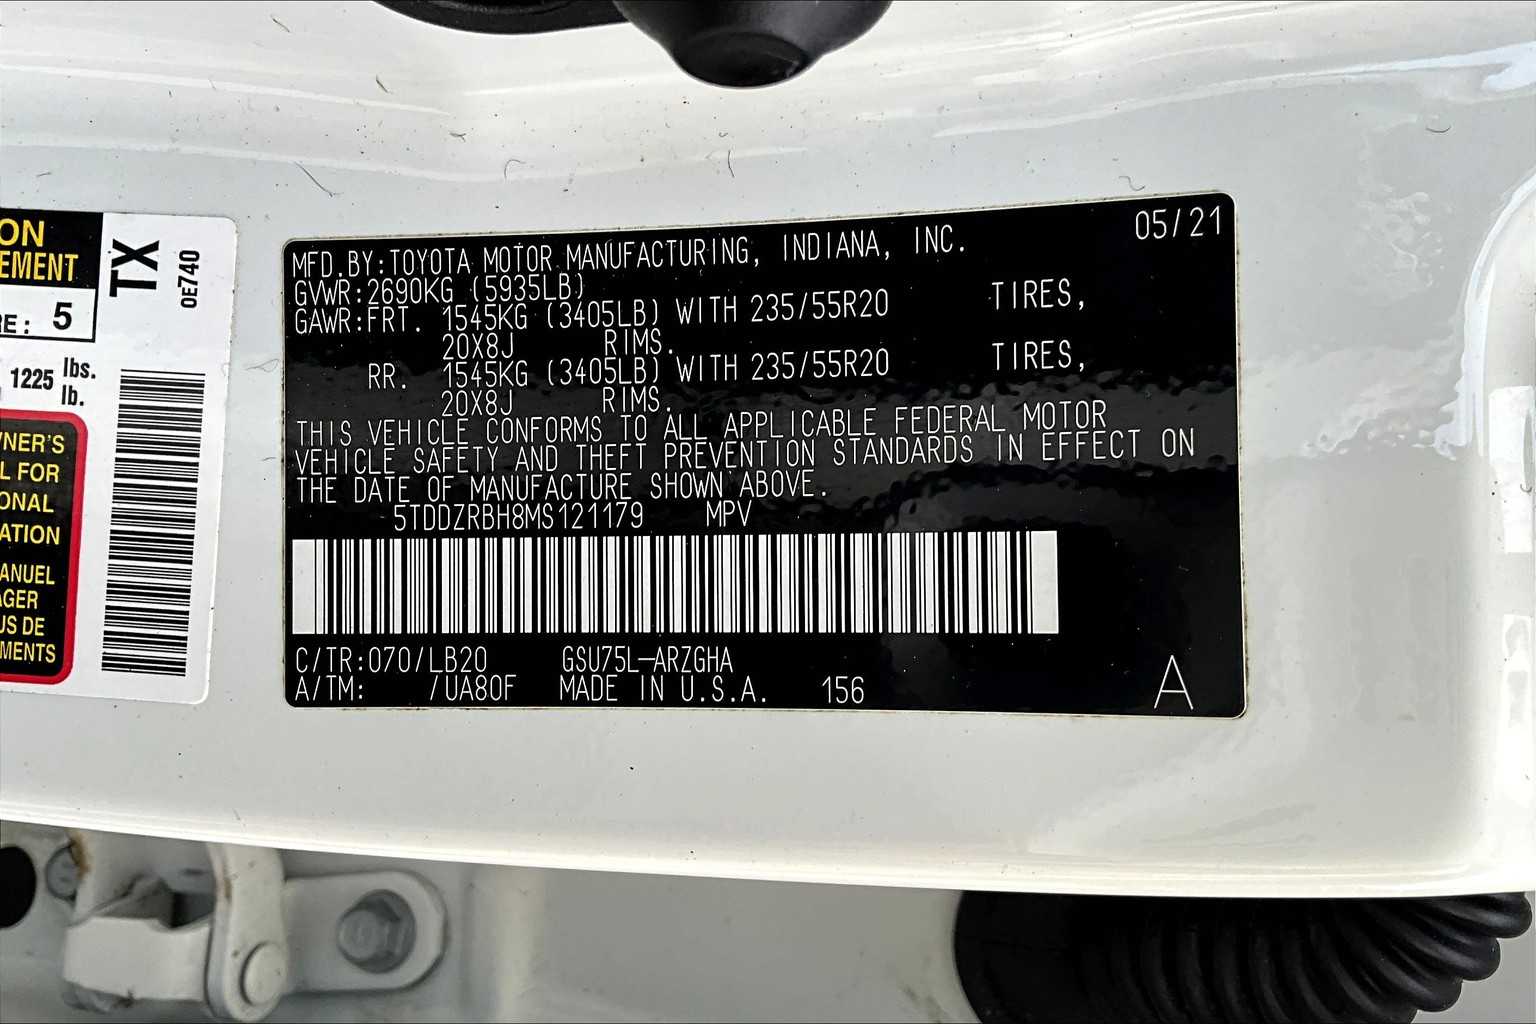 ON
EMENT
RE: 5
1225 lbs.
lb.
WNER'S
L FOR
IONAL
ATION
ANUEL
AGER
US DE
MENTS
TX
0E740
05/21
MFD.BY:TOYOTA MOTOR MANUFACTURING, INDIANA, INC.
GVWR:2690KG (5935LB)
GAWR:FRT. 1545KG (3405LB) WITH 235/55R20 TIRES,
20X8J RIMS.
RR. 1545KG (3405LB) WITH 235/55R20 TIRES,
20X8J RIMS.
THIS VEHICLE CONFORMS TO ALL APPLICABLE FEDERAL MOTOR
VEHICLE SAFETY AND THEFT PREVENTION STANDARDS IN EFFECT ON
THE DATE OF MANUFACTURE SHOWN ABOVE.
5TDDZRBH8MS121179 MPV
C/TR:070/LB20 GSU75L-ARZGHA
A/TM: /UA80F MADE IN U.S.A. 156
A